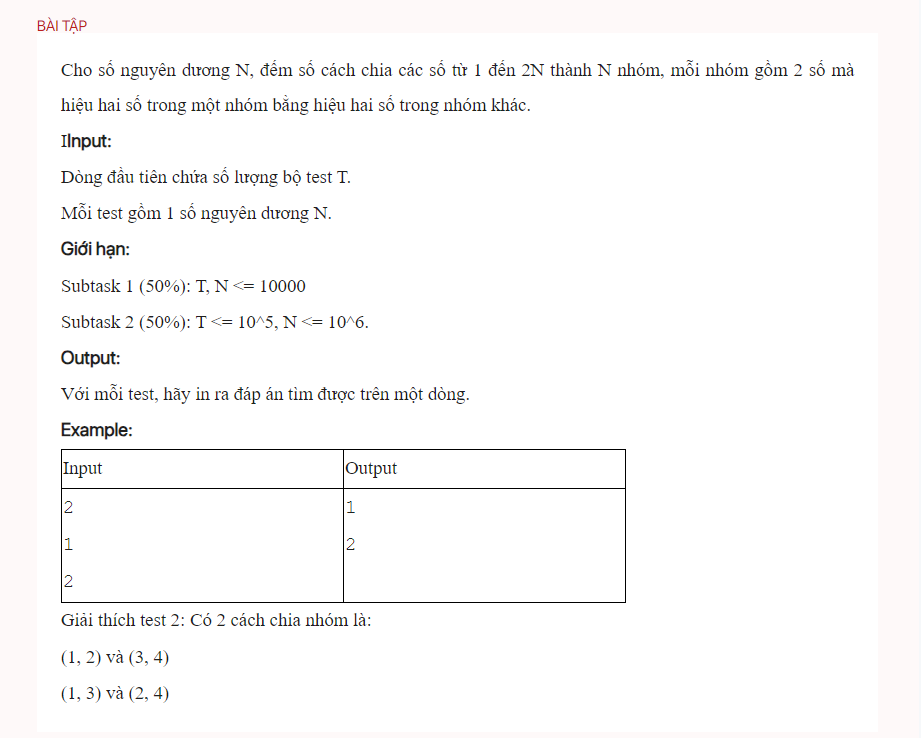 BÀI TẬP
Cho số nguyên dương N, đếm số cách chia các số từ 1 đến 2N thành N nhóm, mỗi nhóm gồm 2 số mà
hiệu hai số trong một nhóm bằng hiệu hai số trong nhóm khác.
IInput:
Dòng đầu tiên chứa số lượng bộ test T.
Mỗi test gồm 1 số nguyên dương N.
Giới hạn:
Subtask 1 (50%): T, N <= 10000
Subtask 2 (50%): T <= 10^5, N <= 10^6.
Output:
Với mỗi test, hãy in ra đáp án tìm được trên một dòng.
Example:
Input Output
2 1
1 2
2
Giải thích test 2: Có 2 cách chia nhóm là:
(1, 2) và (3, 4)
(1, 3) và (2, 4)